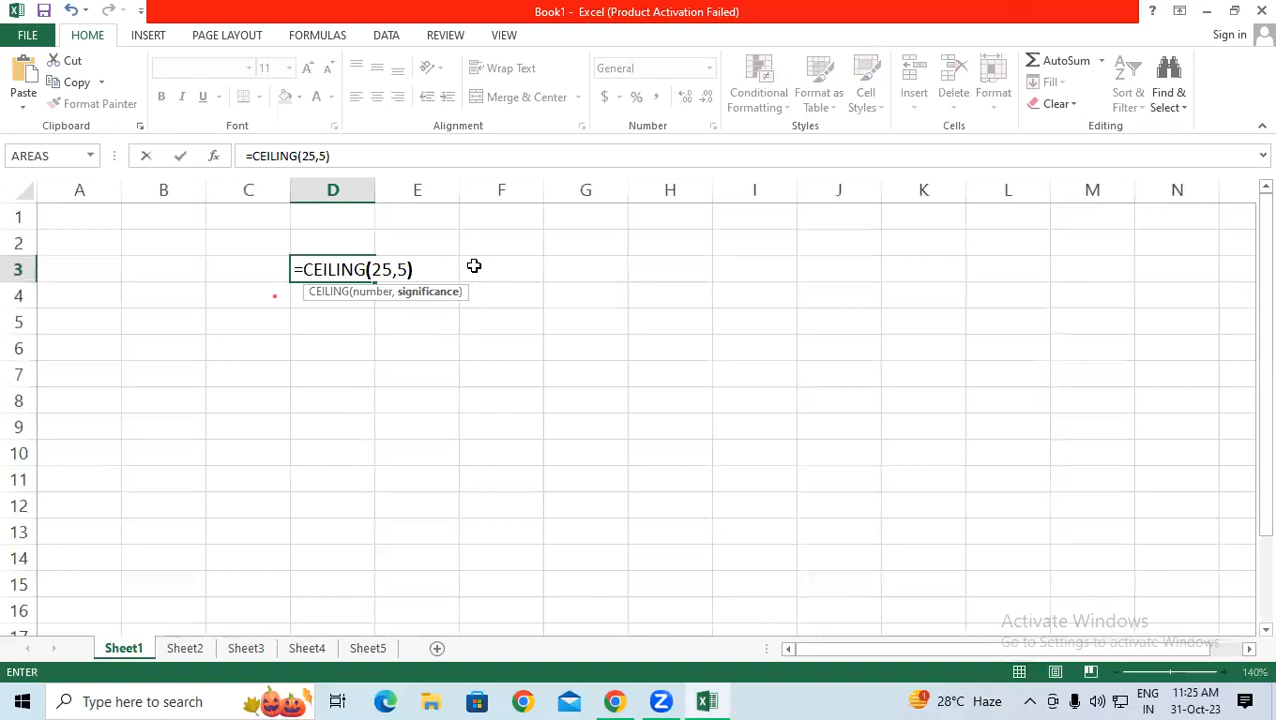 Book1 - Excel (Product Activation Failed)
FILE HOME INSERT PAGE LAYOUT FORMULAS DATA REVIEW VIEW Sign in
Paste
Cut
Copy
Format Painter
Clipboard
11 A A
B I U A
Font
Wrap Text
Merge & Center
Alignment
General
$ %
Number
Conditional Formatting
Format as Table
Cell Styles
Styles
Insert
Delete
Format
Cells
AutoSum
Fill
Clear
Sort & Filter
Find & Select
Editing
AREAS fx =CEILING(25,5)
A B C D E F G H I J K L M N
1
2
3 =CEILING(25,5)
CEILING(number, significance)
4
5
6
7
8
9
10
11
12
13
14
15
16
17
Activate Windows
Go to Settings to activate Windows.
Sheet1 Sheet2 Sheet3 Sheet4 Sheet5
ENTER 140%
Type here to search 28°C Haze ENG IN 11:25 AM 31-Oct-23